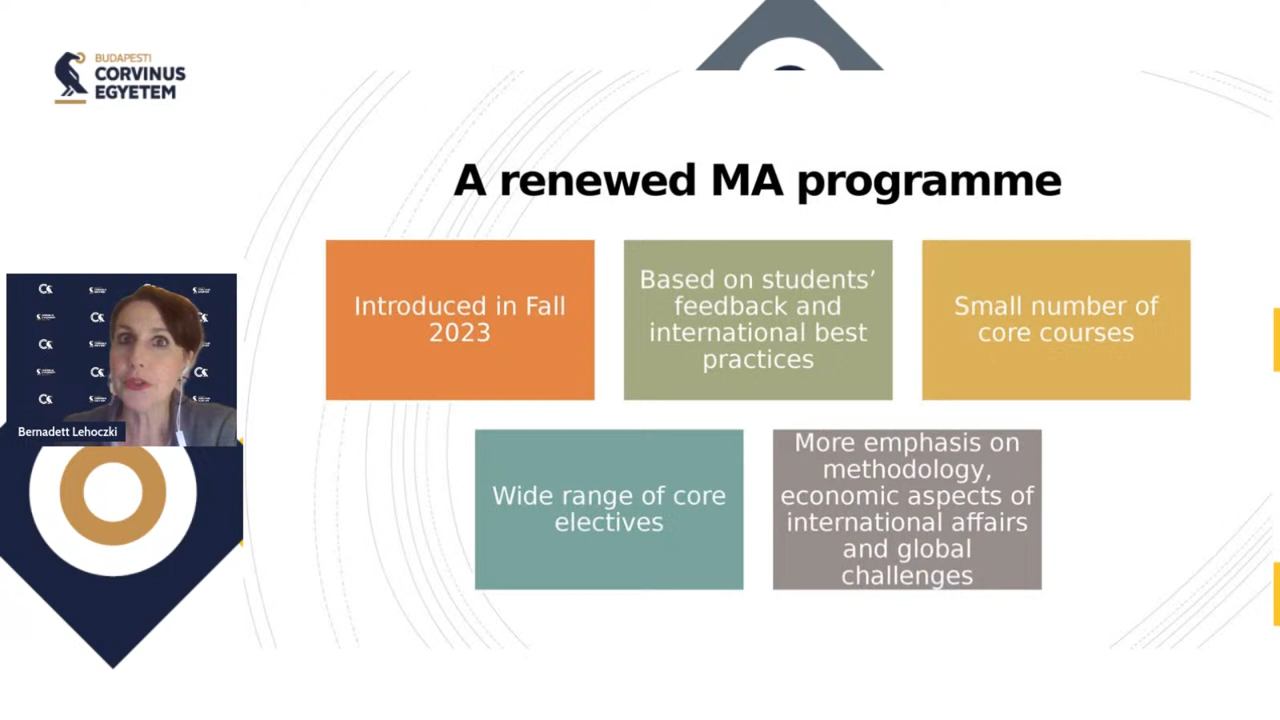 BUDAPESTI
CORVINUS
EGYETEM
A renewed MA programme
Introduced in Fall
2023
Based on students’
feedback and
international best
practices
Small number of
core courses
Bernadett Lehoczki
Wide range of core
electives
More emphasis on
methodology,
economic aspects of
international affairs
and global
challenges